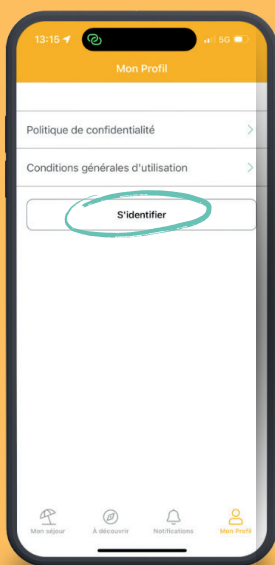 13:15
5G
Mon Profil
Politique de confidentialité
Conditions générales d'utilisation
S'identifier
Mon séjour
À découvrir
Notifications
Mon Profil